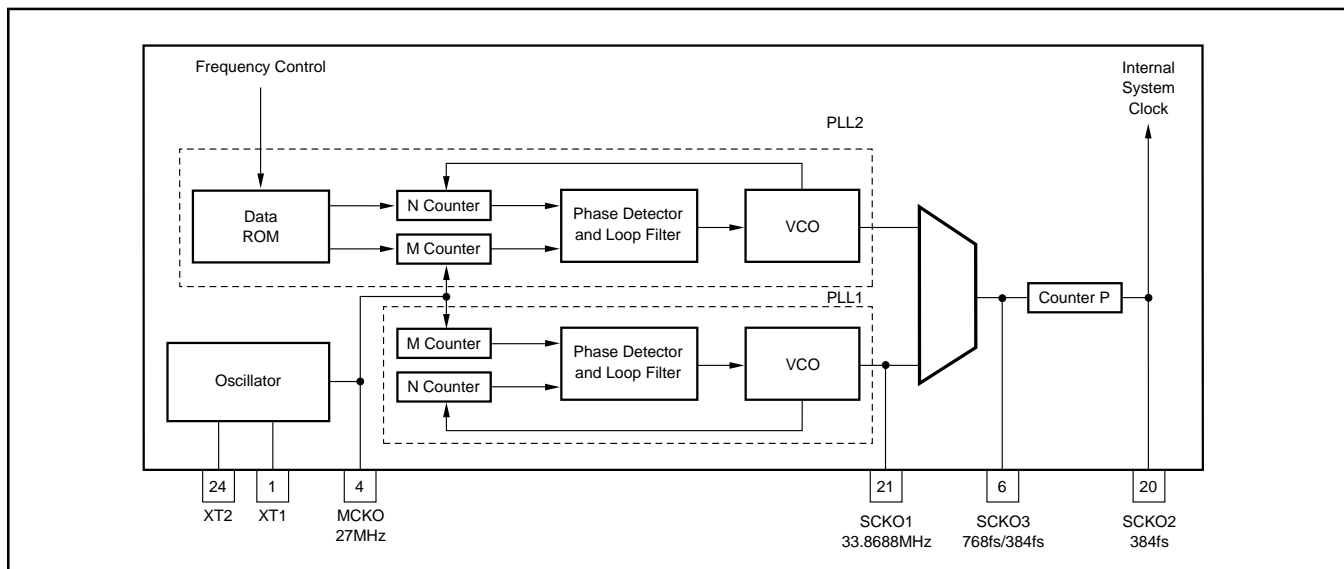 Frequency Control
Internal
System
Clock
PLL2
Data
ROM
N Counter
M Counter
Phase Detector
and Loop Filter
VCO
Counter P
PLL1
M Counter
N Counter
Phase Detector
and Loop Filter
VCO
Oscillator
24
1
4
21
6
20
XT2
XT1
MCKO
27MHz
SCKO1
33.8688MHz
SCKO3
768fs/384fs
SCKO2
384fs